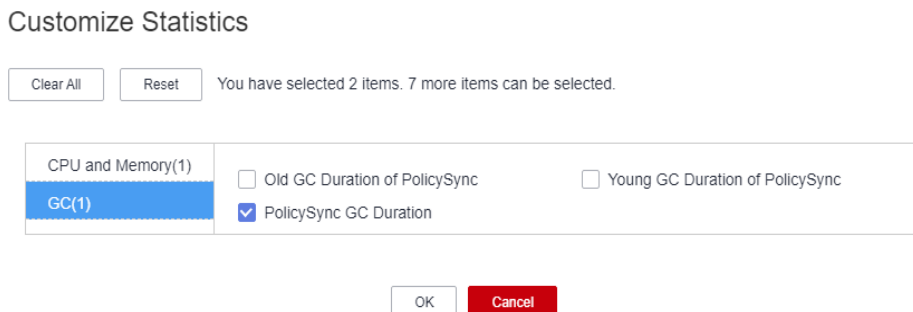 Customize Statistics
Clear All Reset You have selected 2 items. 7 more items can be selected.
CPU and Memory(1)
GC(1)
Old GC Duration of PolicySync Young GC Duration of PolicySync
PolicySync GC Duration
OK Cancel